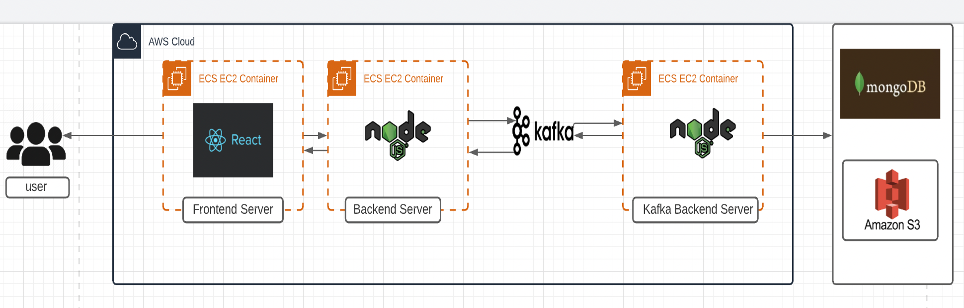 AWS Cloud
ECS EC2 Container
ECS EC2 Container
ECS EC2 Container
React
node
JS
kafka
node
JS
mongoDB
user
Frontend Server
Backend Server
Kafka Backend Server
Amazon S3